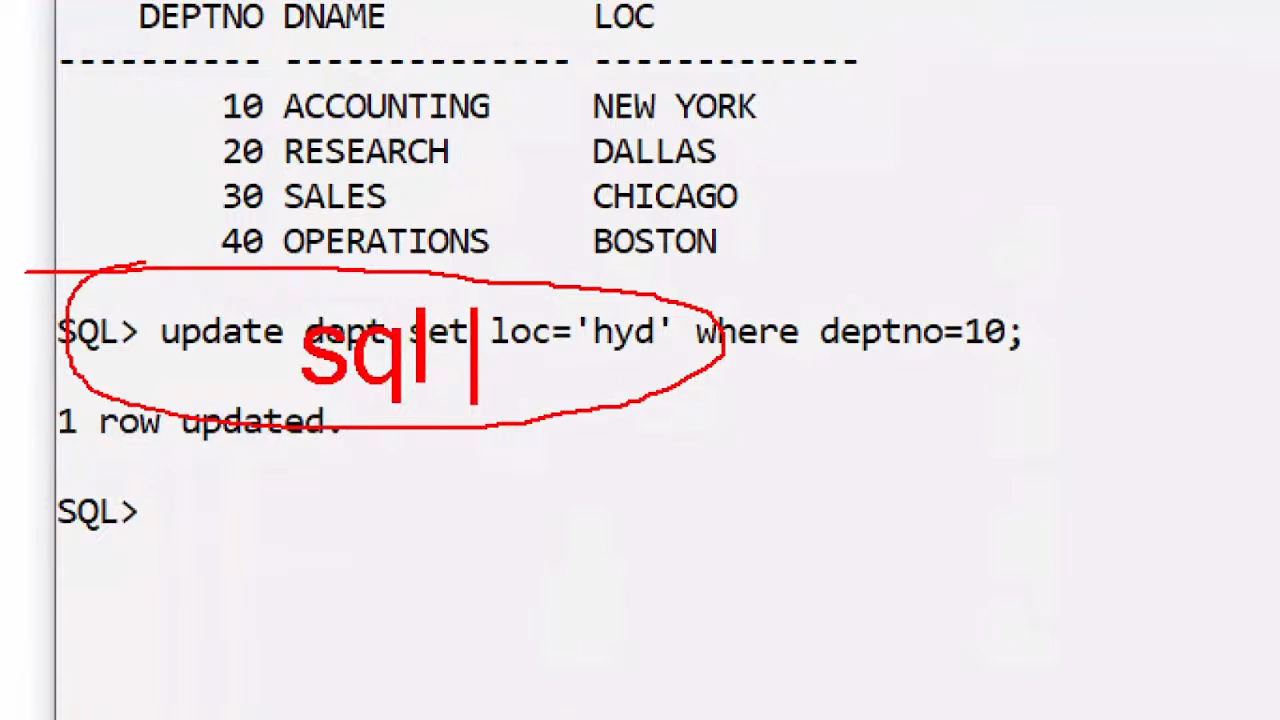 DEPTNO DNAME LOC
---------- -------------- -------------
10 ACCOUNTING NEW YORK
20 RESEARCH DALLAS
30 SALES CHICAGO
40 OPERATIONS BOSTON
SQL> update dept set loc='hyd' where deptno=10;
sql
1 row updated.
SQL>